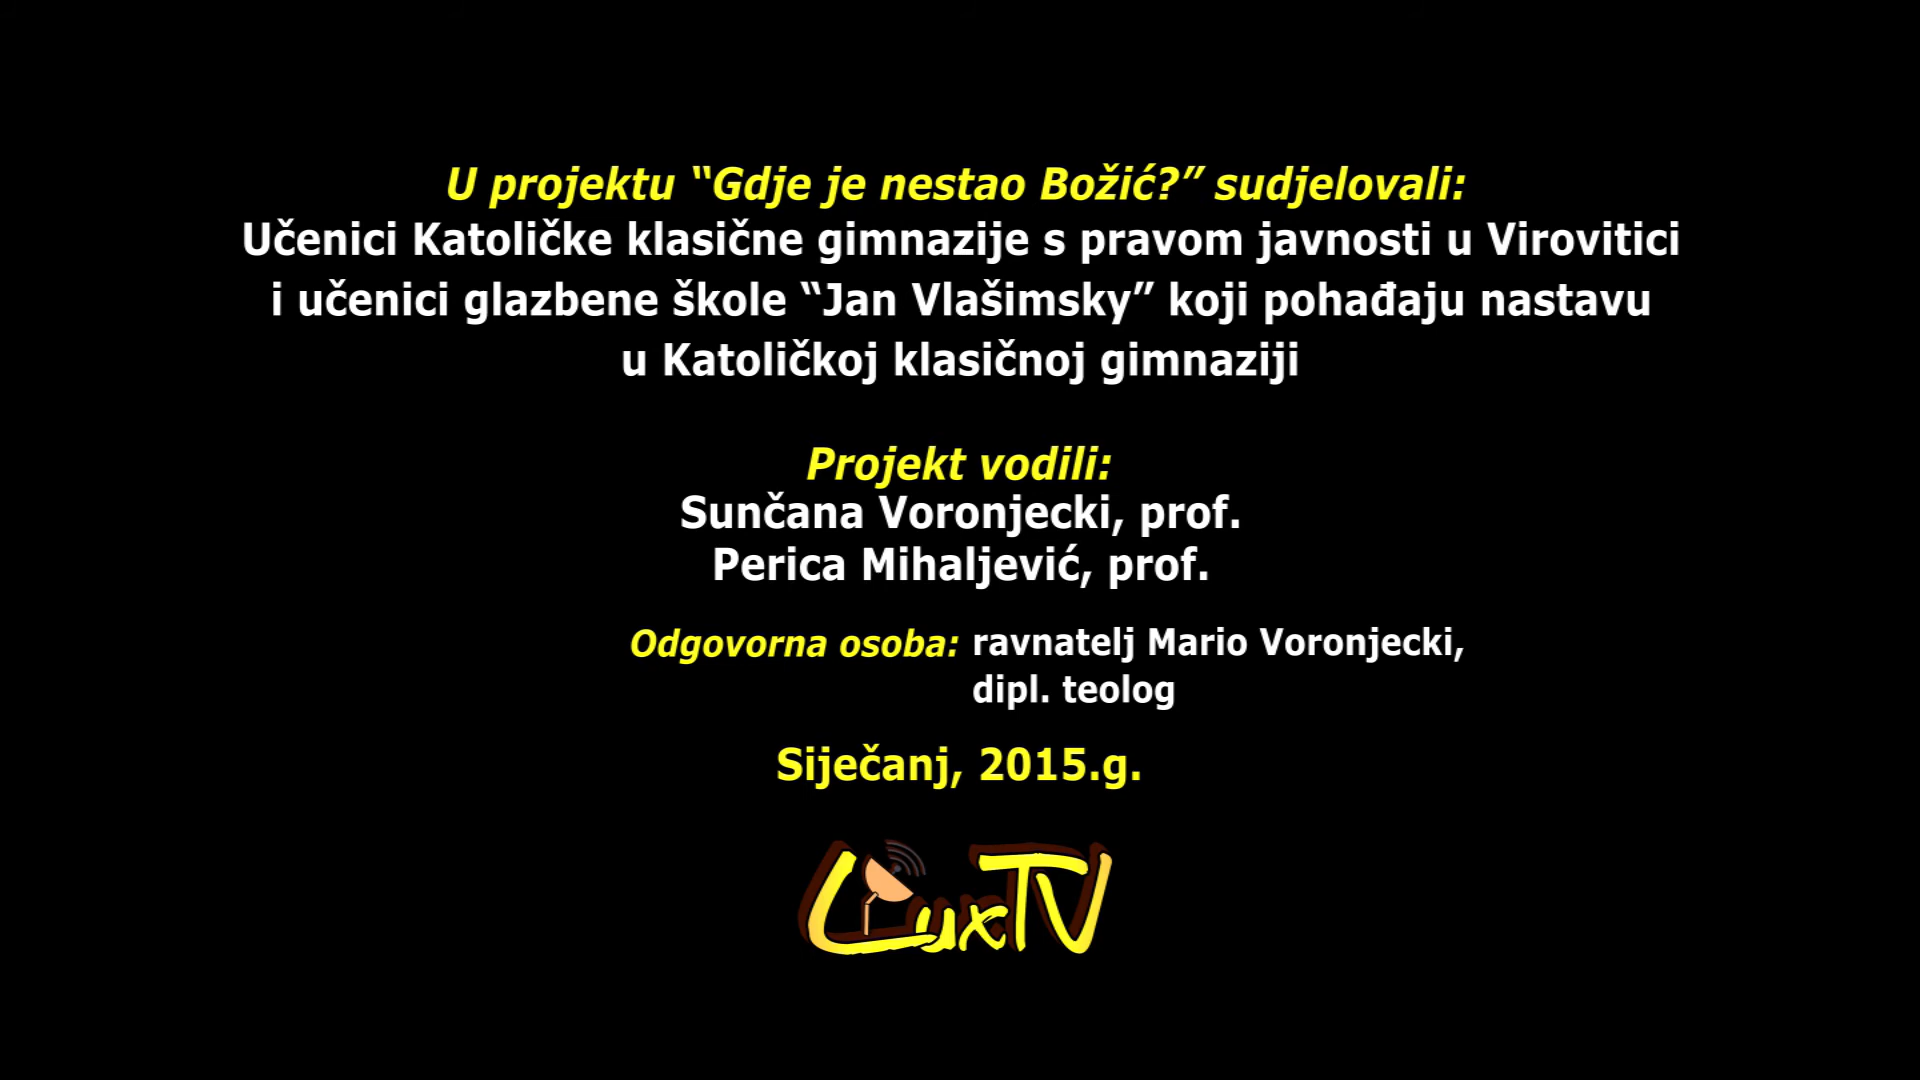 U projektu “Gdje je nestao Božić?” sudjelovali:
Učenici Katoličke klasične gimnazije s pravom javnosti u Virovitici
i učenici glazbene škole “Jan Vlašimsky” koji pohađaju nastavu
u Katoličkoj klasičnoj gimnaziji
Projekt vodili:
Sunčana Voronjecki, prof.
Perica Mihaljević, prof.
Odgovorna osoba: ravnatelj Mario Voronjecki,
dipl. teolog
Siječanj, 2015.g.
LuxTV